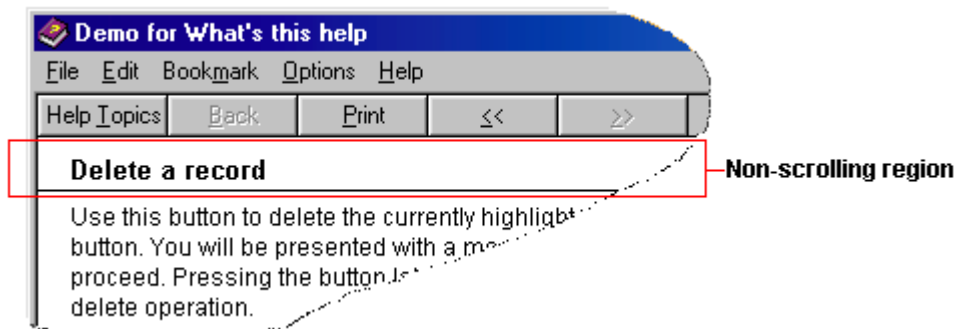 Demo for What's this help
File Edit Bookmark Options Help
Help Topics Back Print << >>
Delete a record
Non-scrolling region
Use this button to delete the currently
button. You will be presented with a
proceed. Pressing the button
delete operation.